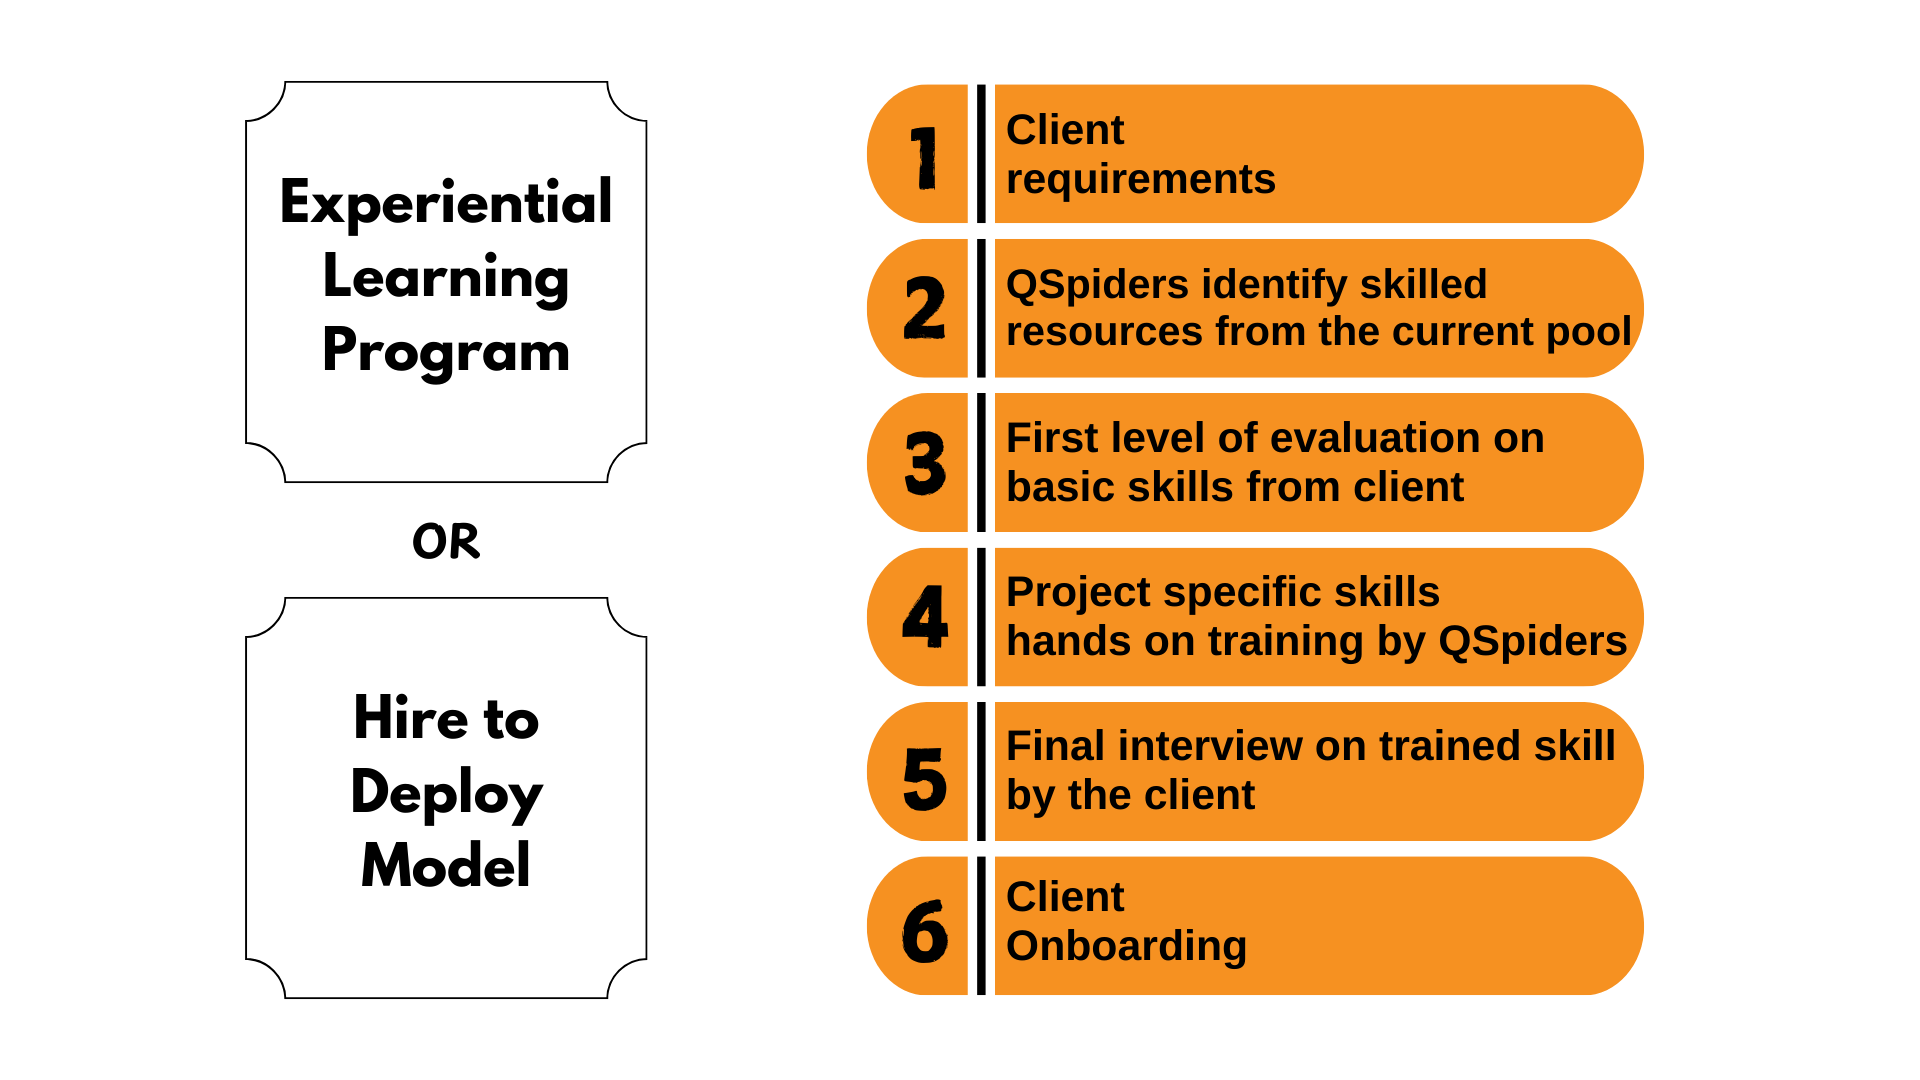 Experiential
Learning
Program
OR
Hire to
Deploy
Model
1
Client
requirements
2
QSpiders identify skilled
resources from the current pool
3
First level of evaluation on
basic skills from client
4
Project specific skills
hands on training by QSpiders
5
Final interview on trained skill
by the client
6
Client
Onboarding